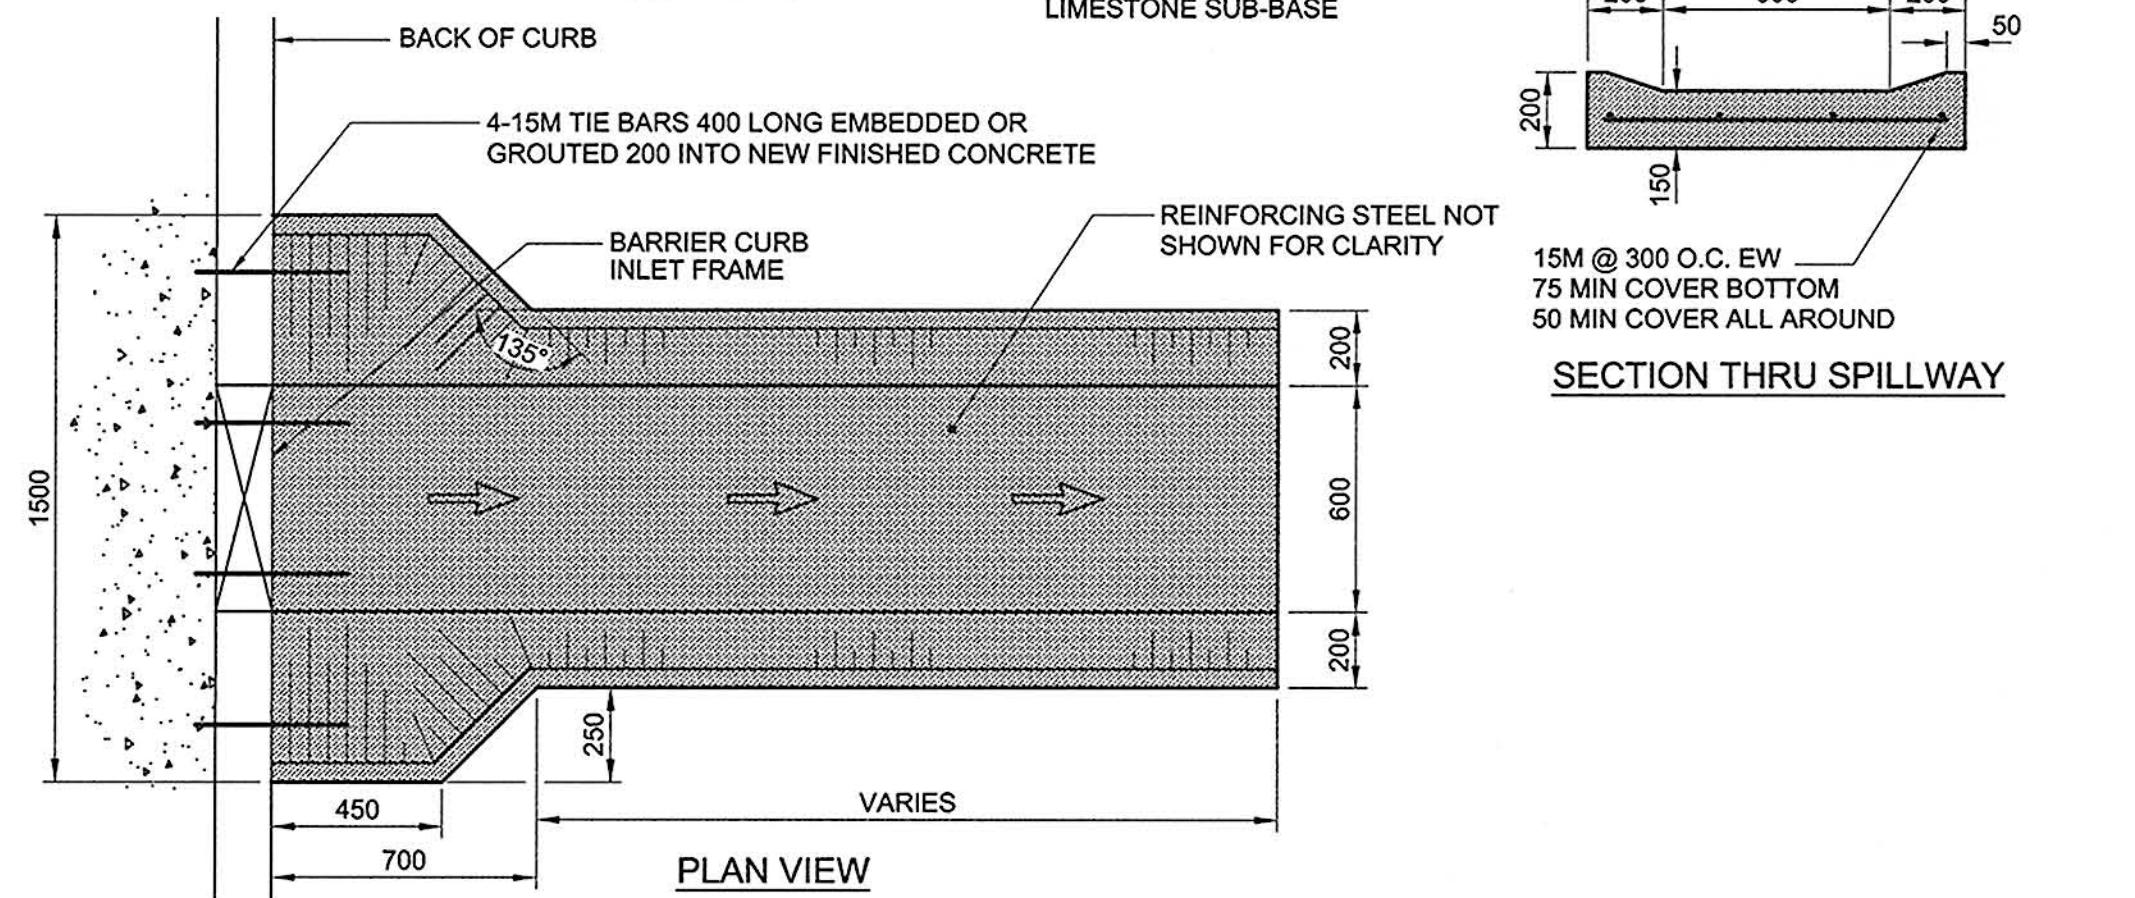 LIMESTONE SUB-BASE
BACK OF CURB
4-15M TIE BARS 400 LONG EMBEDDED OR
GROUTED 200 INTO NEW FINISHED CONCRETE
BARRIER CURB
INLET FRAME
REINFORCING STEEL NOT
SHOWN FOR CLARITY
135°
1500
200
600
200
250
450
700
VARIES
PLAN VIEW
50
200
150
15M @ 300 O.C. EW
75 MIN COVER BOTTOM
50 MIN COVER ALL AROUND
SECTION THRU SPILLWAY